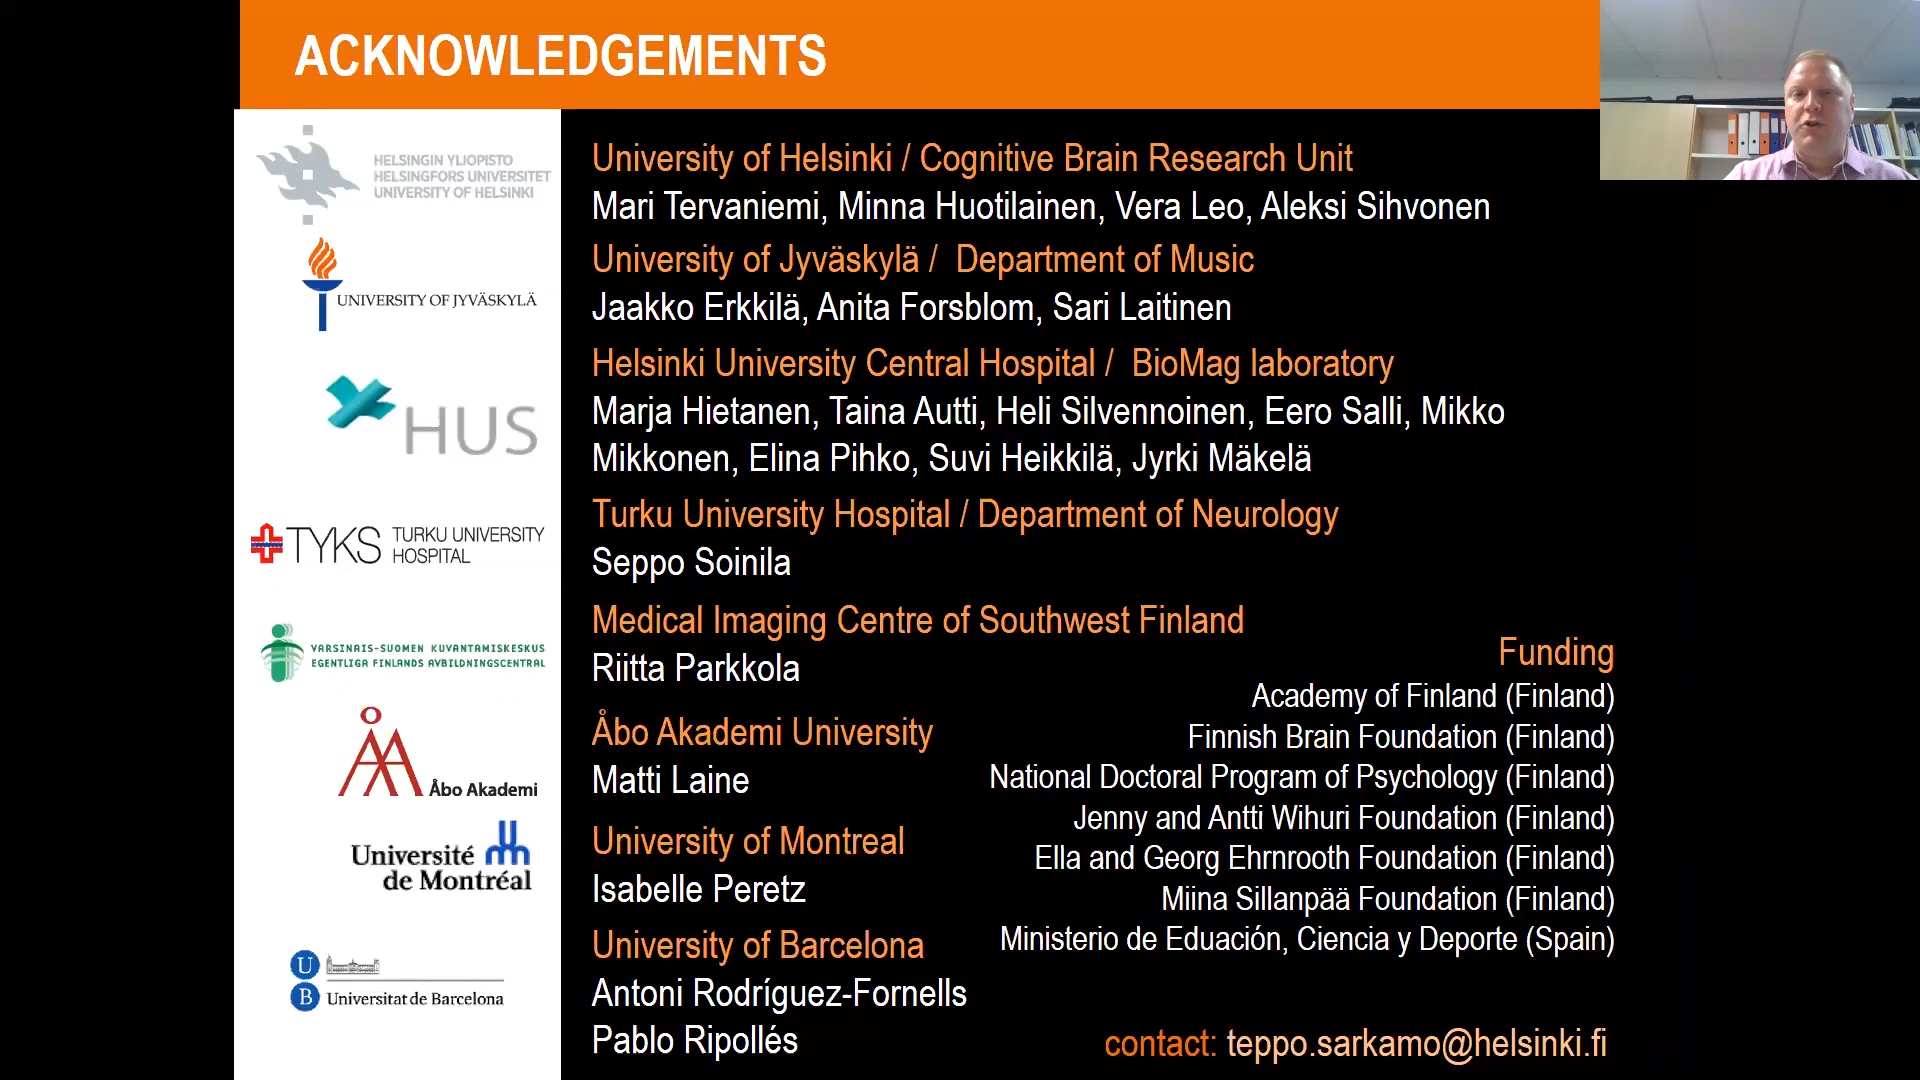 ACKNOWLEDGEMENTS
HELSINGIN YLIOPISTO
HELSINGFORS UNIVERSITET
UNIVERSITY OF HELSINKI
UNIVERSITY OF JYVÄSKYLÄ
HUS
TYKS TURKU UNIVERSITY
HOSPITAL
VARSINAIS-SUOMEN KUVANTAMISKESKUS
EGENTLIGA FINLANDS AVBILDNINGSCENTRAL
Åbo Akademi
Université
de Montréal
U
B
Universitat de Barcelona
University of Helsinki / Cognitive Brain Research Unit
Mari Tervaniemi, Minna Huotilainen, Vera Leo, Aleksi Sihvonen
University of Jyväskylä / Department of Music
Jaakko Erkkilä, Anita Forsblom, Sari Laitinen
Helsinki University Central Hospital / BioMag laboratory
Marja Hietanen, Taina Autti, Heli Silvennoinen, Eero Salli, Mikko
Mikkonen, Elina Pihko, Suvi Heikkilä, Jyrki Mäkelä
Turku University Hospital / Department of Neurology
Seppo Soinila
Medical Imaging Centre of Southwest Finland
Riitta Parkkola
Åbo Akademi University
Matti Laine
University of Montreal
Isabelle Peretz
University of Barcelona
Antoni Rodríguez-Fornells
Pablo Ripollés
Funding
Academy of Finland (Finland)
Finnish Brain Foundation (Finland)
National Doctoral Program of Psychology (Finland)
Jenny and Antti Wihuri Foundation (Finland)
Ella and Georg Ehrnrooth Foundation (Finland)
Miina Sillanpää Foundation (Finland)
Ministerio de Eduación, Ciencia y Deporte (Spain)
contact: teppo.sarkamo@helsinki.fi